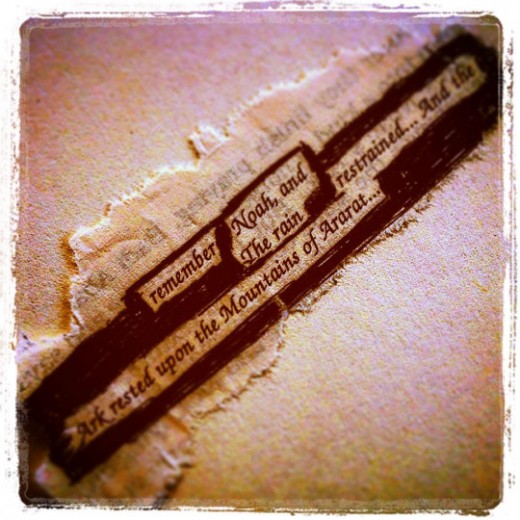 remember Noah, and
The rain restrained... And the
Ark rested upon the Mountains of Ararat...